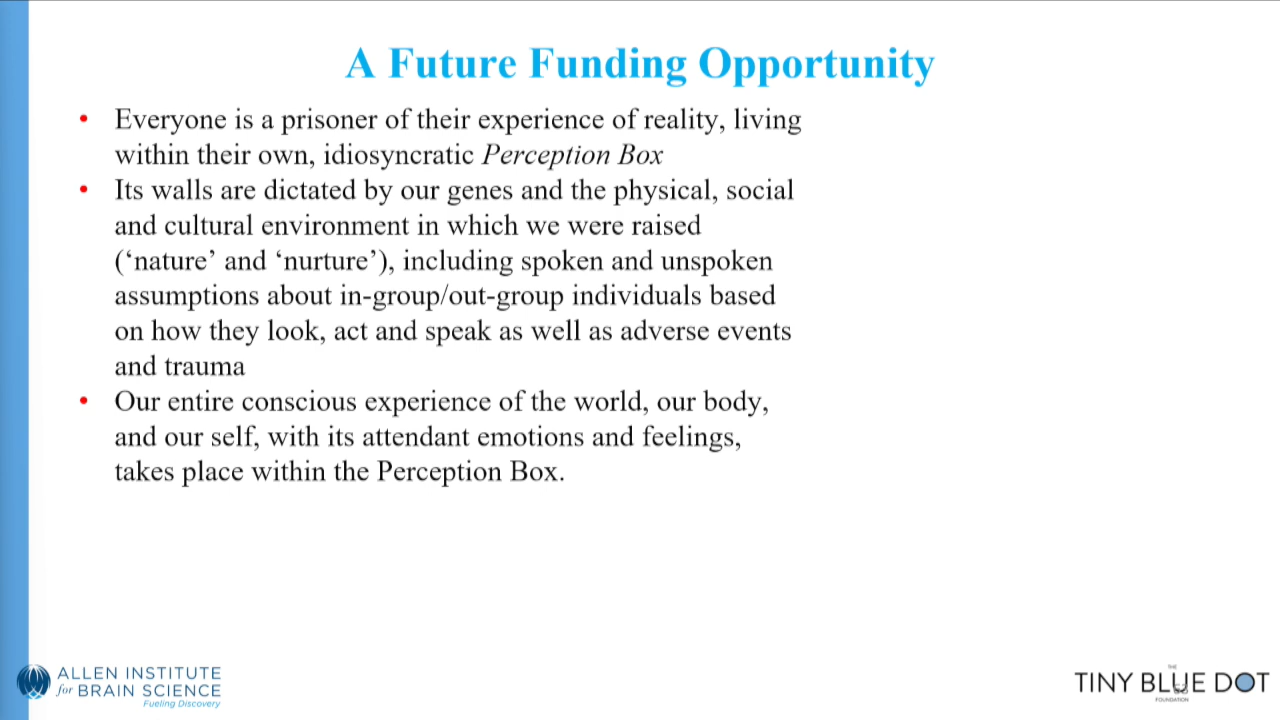 A Future Funding Opportunity
• Everyone is a prisoner of their experience of reality, living
within their own, idiosyncratic Perception Box
• Its walls are dictated by our genes and the physical, social
and cultural environment in which we were raised
(‘nature’ and ‘nurture’), including spoken and unspoken
assumptions about in-group/out-group individuals based
on how they look, act and speak as well as adverse events
and trauma
• Our entire conscious experience of the world, our body,
and our self, with its attendant emotions and feelings,
takes place within the Perception Box.
ALLEN INSTITUTE
for BRAIN SCIENCE
Fueling Discovery
THE
TINY BLUE DOT
FOUNDATION
53